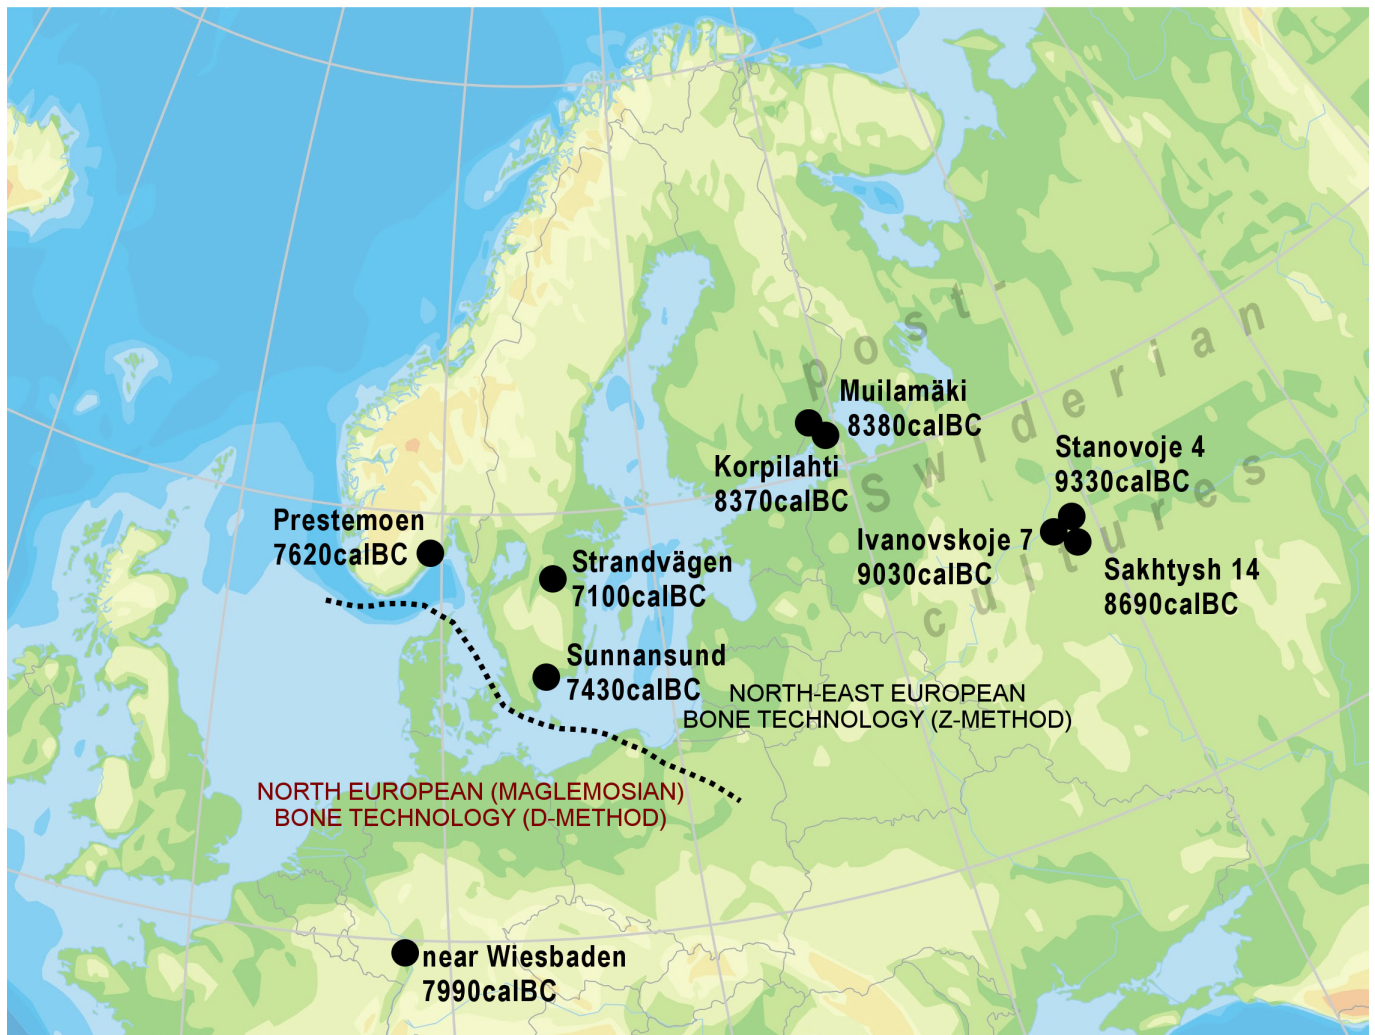 post-
Swiderian
cultures
Muilamäki
8380calBC
Korpilahti
8370calBC
Stanovoje 4
9330calBC
Prestemoen
7620calBC
Ivanovskoje 7
9030calBC
Strandvägen
7100calBC
Sakhtysh 14
8690calBC
Sunnansund
7430calBC
NORTH-EAST EUROPEAN
BONE TECHNOLOGY (Z-METHOD)
NORTH EUROPEAN (MAGLEMOSIAN)
BONE TECHNOLOGY (D-METHOD)
near Wiesbaden
7990calBC